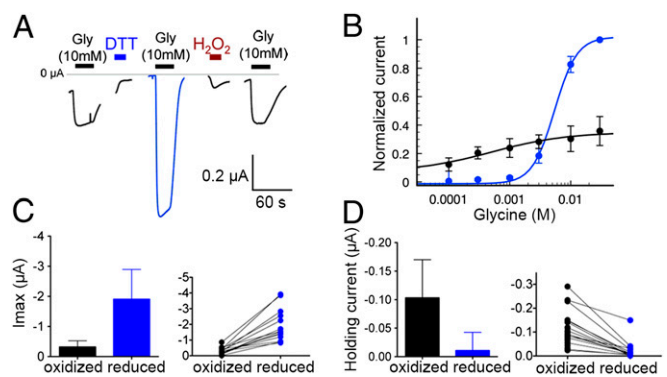 A
Gly
(10mM)
DTT
Gly
(10mM)
H2O2
Gly
(10mM)
0 µA
0.2 µA
60 s
B
Normalized current
1
0.8
0.6
0.4
0.2
0
0.0001
0.001
0.01
Glycine (M)
C
Imax (µA)
-4
-3
-2
-1
0
oxidized
reduced
-5
-4
-3
-2
-1
0
oxidized
reduced
D
Holding current (µA)
-0.20
-0.15
-0.10
-0.05
0.00
oxidized
reduced
-0.3
-0.2
-0.1
0.0
oxidized
reduced